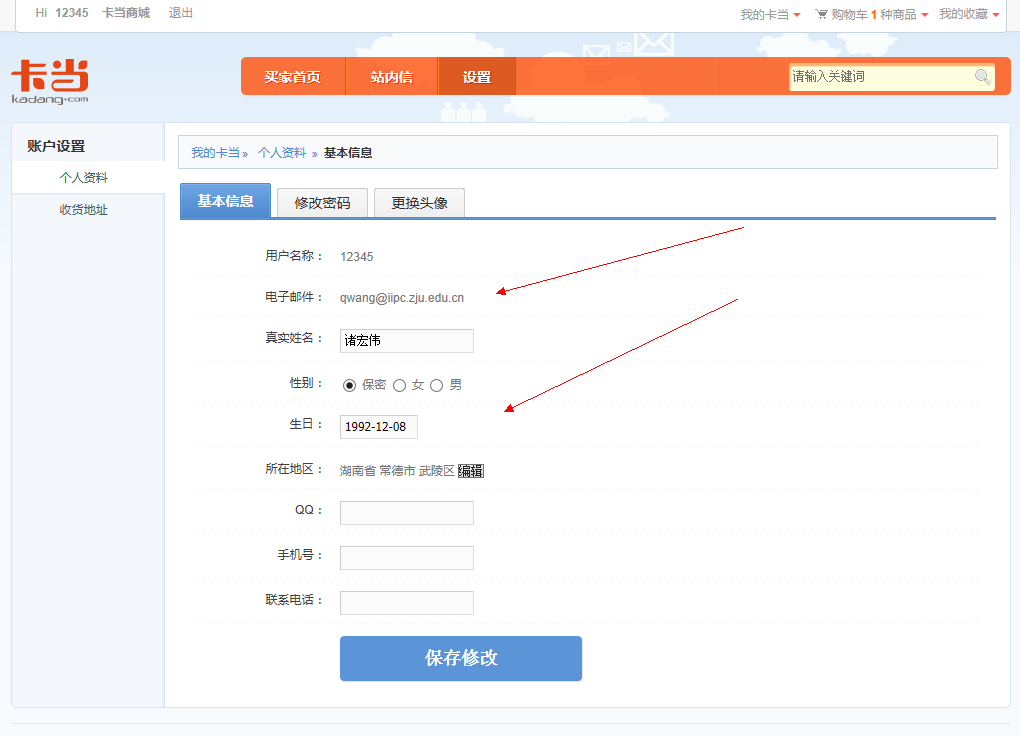 Hi 12345 卡当商城 退出 我的卡当 购物车 1 种商品 我的收藏
卡当
kadang.com
买家首页 站内信 设置 请输入关键词
账户设置
个人资料
收货地址
我的卡当» 个人资料 » 基本信息
基本信息 修改密码 更换头像
用户名称： 12345
电子邮件： qwang@iipc.zju.edu.cn
真实姓名： 诸宏伟
性别： 保密 女 男
生日： 1992-12-08
所在地区： 湖南省 常德市 武陵区 编辑
QQ：
手机号：
联系电话：
保存修改